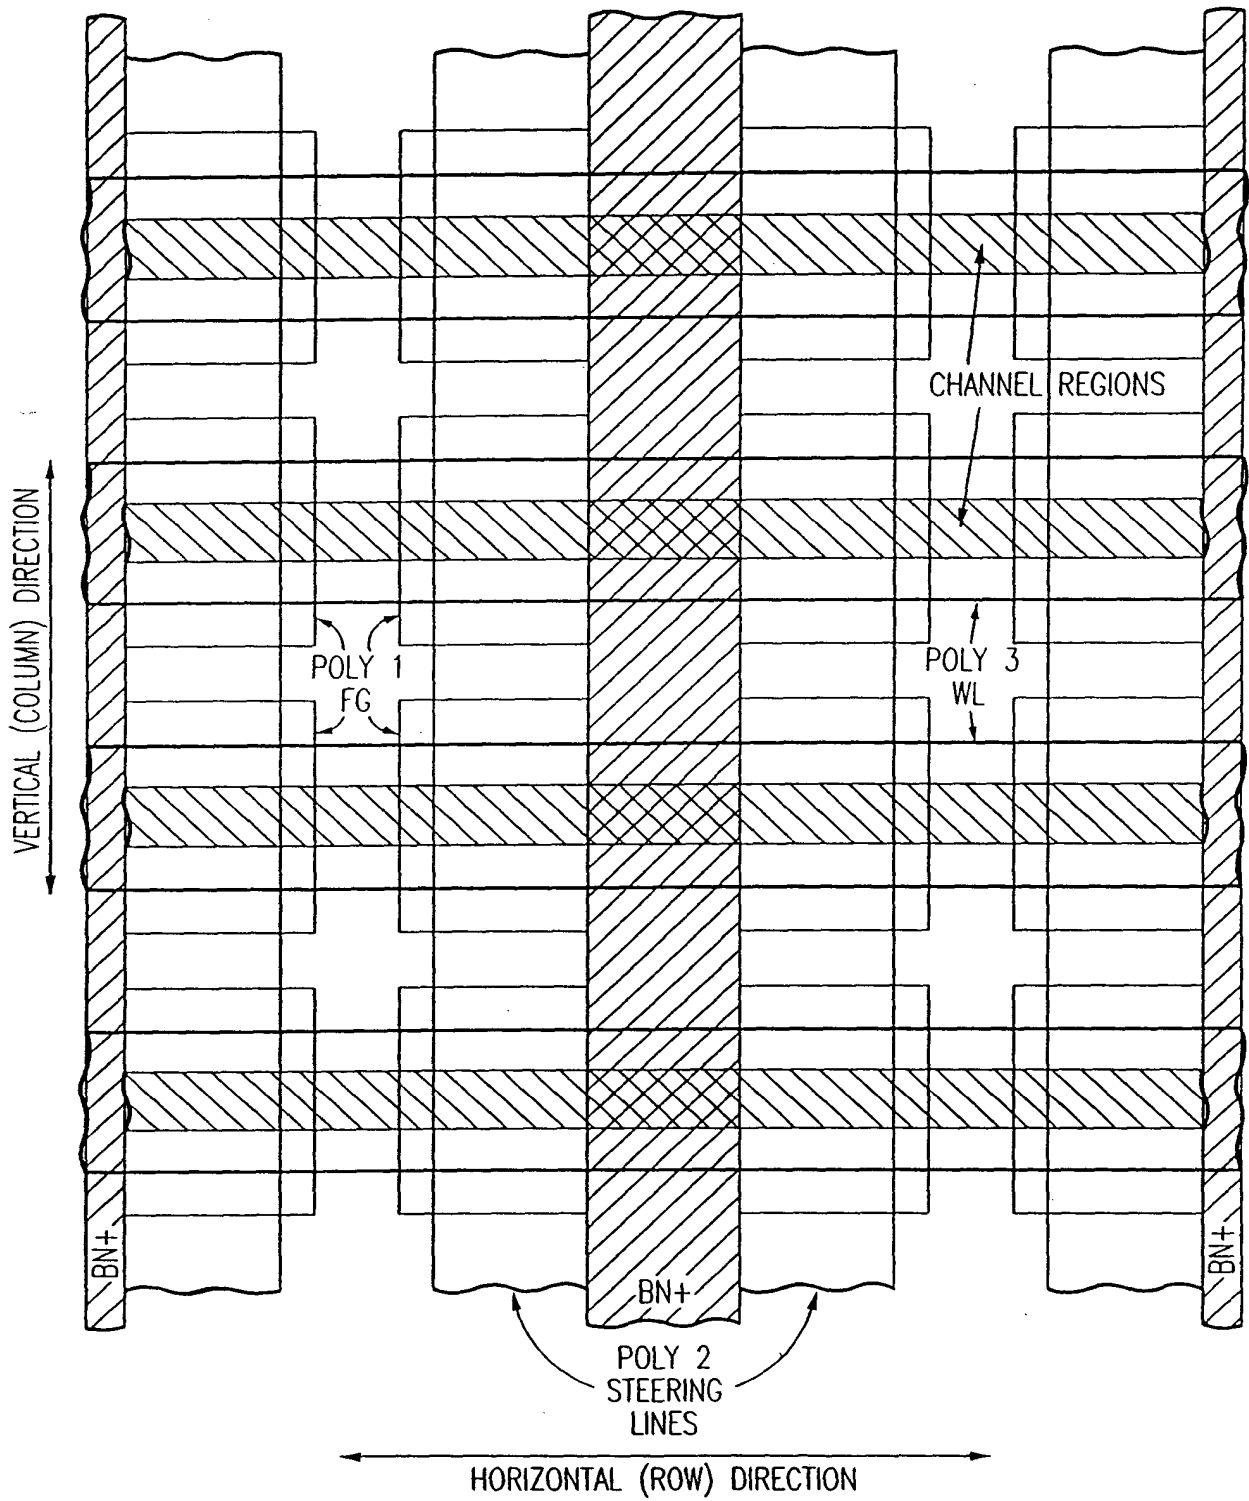 CHANNEL REGIONS
VERTICAL (COLUMN) DIRECTION
POLY 1
FG
POLY 3
WL
BN+
BN+
BN+
POLY 2
STEERING
LINES
HORIZONTAL (ROW) DIRECTION